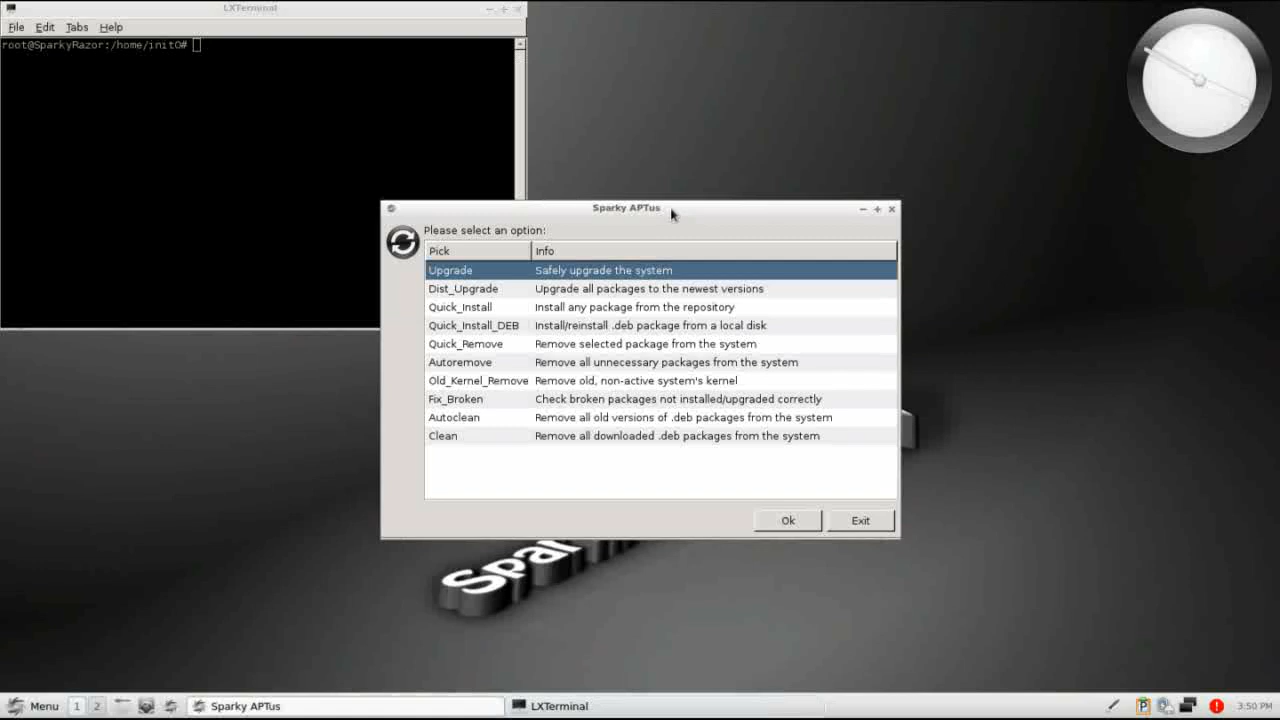 LXTerminal
File Edit Tabs Help
root@SparkyRazor:/home/init0#
Sparky APTus
Please select an option:
Pick Info
Upgrade Safely upgrade the system
Dist_Upgrade Upgrade all packages to the newest versions
Quick_Install Install any package from the repository
Quick_Install_DEB Install/reinstall .deb package from a local disk
Quick_Remove Remove selected package from the system
Autoremove Remove all unnecessary packages from the system
Old_Kernel_Remove Remove old, non-active system's kernel
Fix_Broken Check broken packages not installed/upgraded correctly
Autoclean Remove all old versions of .deb packages from the system
Clean Remove all downloaded .deb packages from the system
Ok Exit
Menu 1 2 Sparky APTus LXTerminal P 3:50 PM